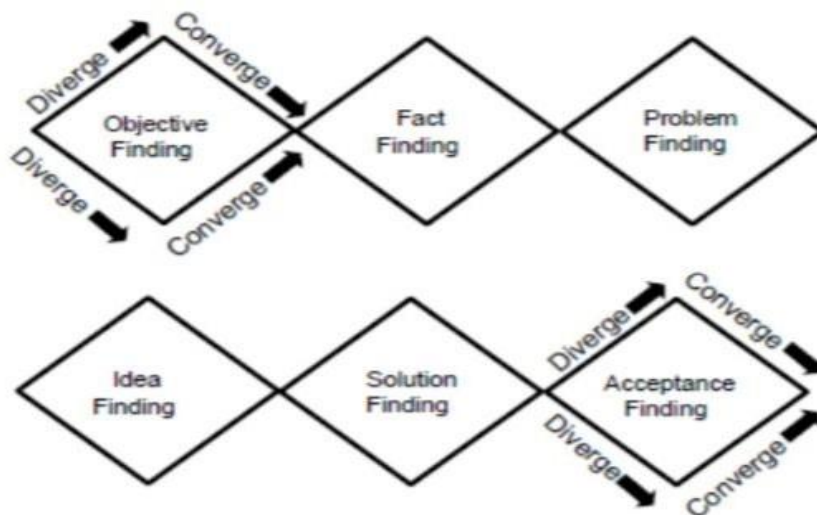 Diverge
Converge
Objective
Finding
Diverge
Converge
Fact
Finding
Problem
Finding
Idea
Finding
Solution
Finding
Diverge
Converge
Acceptance
Finding
Diverge
Converge